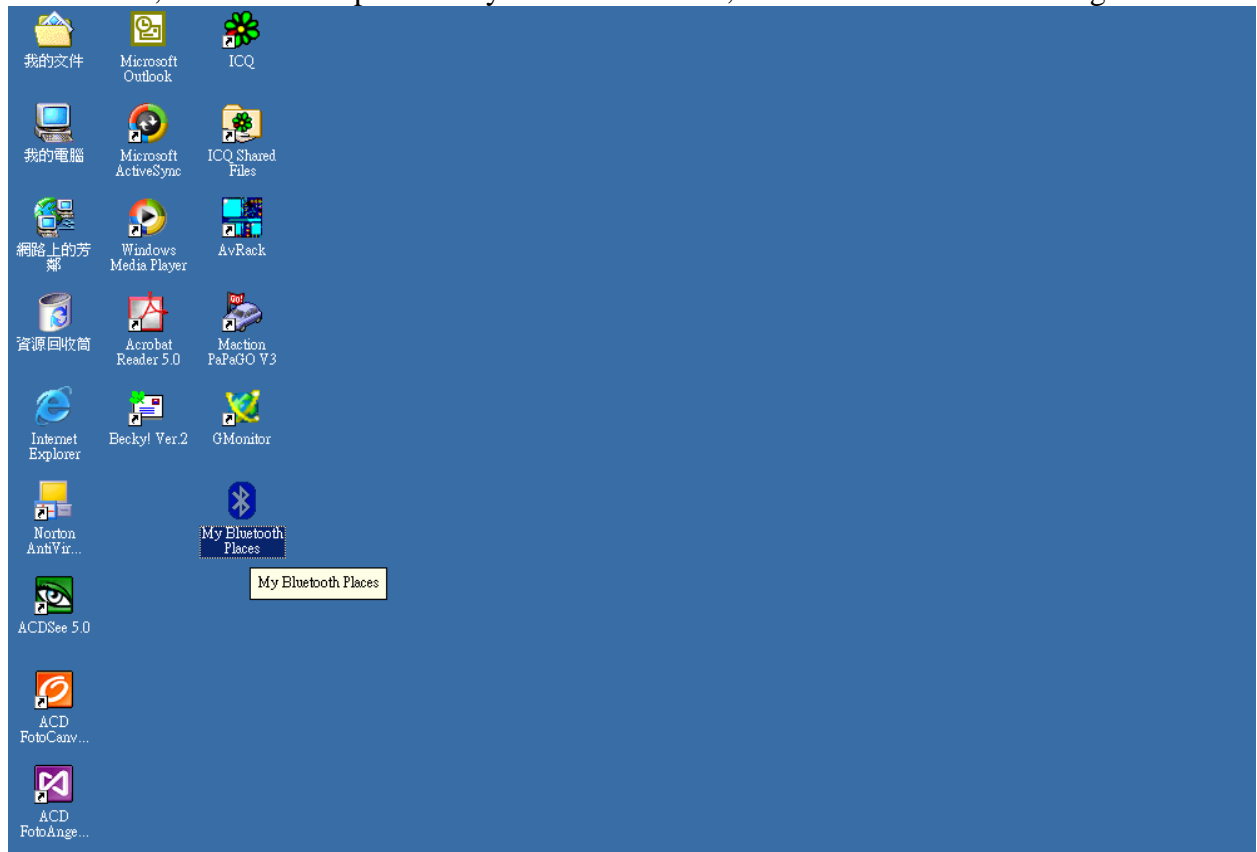 我的文件
Microsoft
Outlook
ICQ
我的電腦
Microsoft
ActiveSync
ICQ Shared
Files
網路上的芳
鄰
Windows
Media Player
AvRack
資源回收筒
Acrobat
Reader 5.0
Go!
Maction
PaPaGO V3
Internet
Explorer
Becky! Ver.2
GMonitor
Norton
AntiVir...
My Bluetooth
Places
My Bluetooth Places
ACDSee 5.0
ACD
FotoCanv...
ACD
FotoAnge...